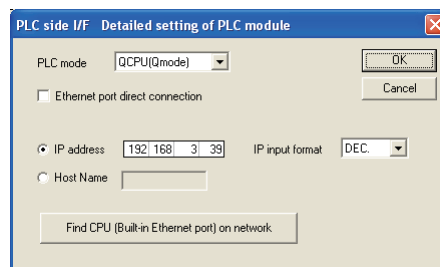 PLC side I/F   Detailed setting of PLC module
PLC mode QCPU(Qmode) OK
Ethernet port direct connection Cancel
IP address 192 168 3 39 IP input format DEC.
Host Name
Find CPU (Built-in Ethernet port) on network